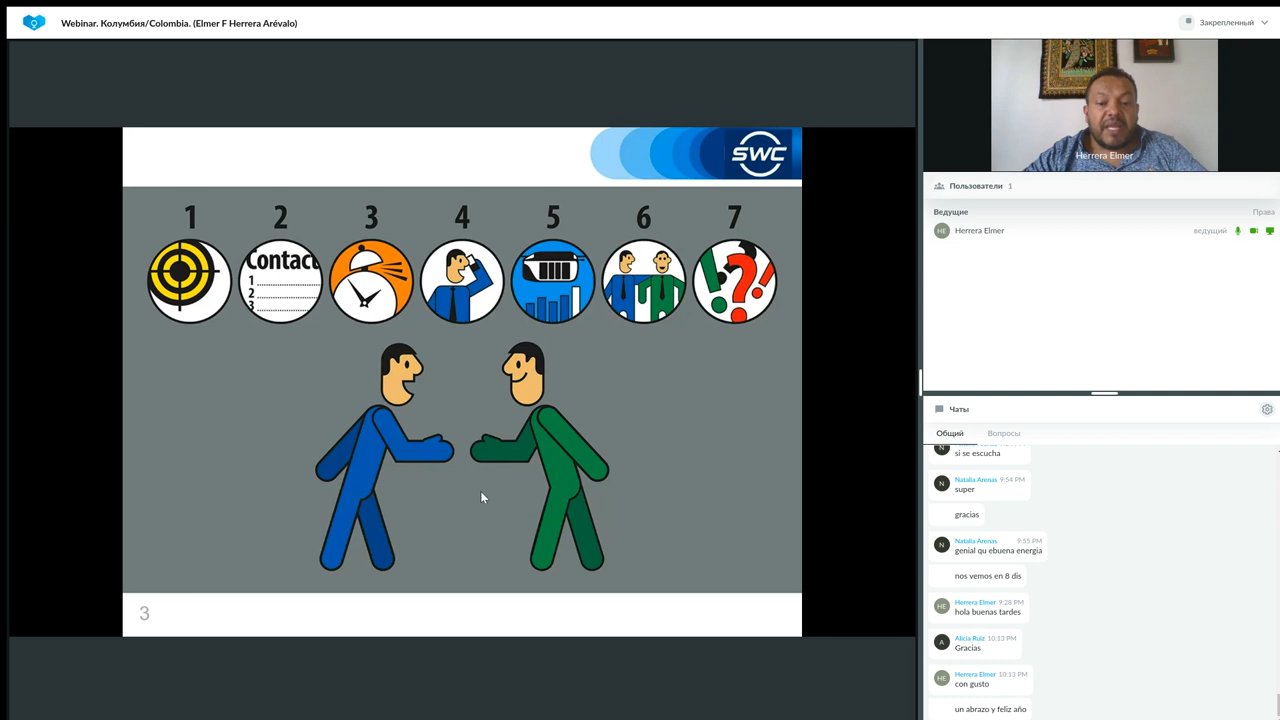 Webinar. Колумбия/Colombia. (Elmer F Herrera Arévalo)
Закрепленный
SWC
1 2 3 4 5 6 7
Contact
1
2
3
3
Herrera Elmer
Пользователи 1
Ведущие
Права
HE
Herrera Elmer
ведущий
Чаты
Общий
Вопросы
N
si se escucha
N
Natalia Arenas 9:54 PM
super
gracias
N
Natalia Arenas 9:55 PM
genial qu ebuena energia
nos vemos en 8 dis
HE
Herrera Elmer 9:28 PM
hola buenas tardes
A
Alicia Ruiz 10:13 PM
Gracias
HE
Herrera Elmer 10:13 PM
con gusto
un abrazo y feliz año